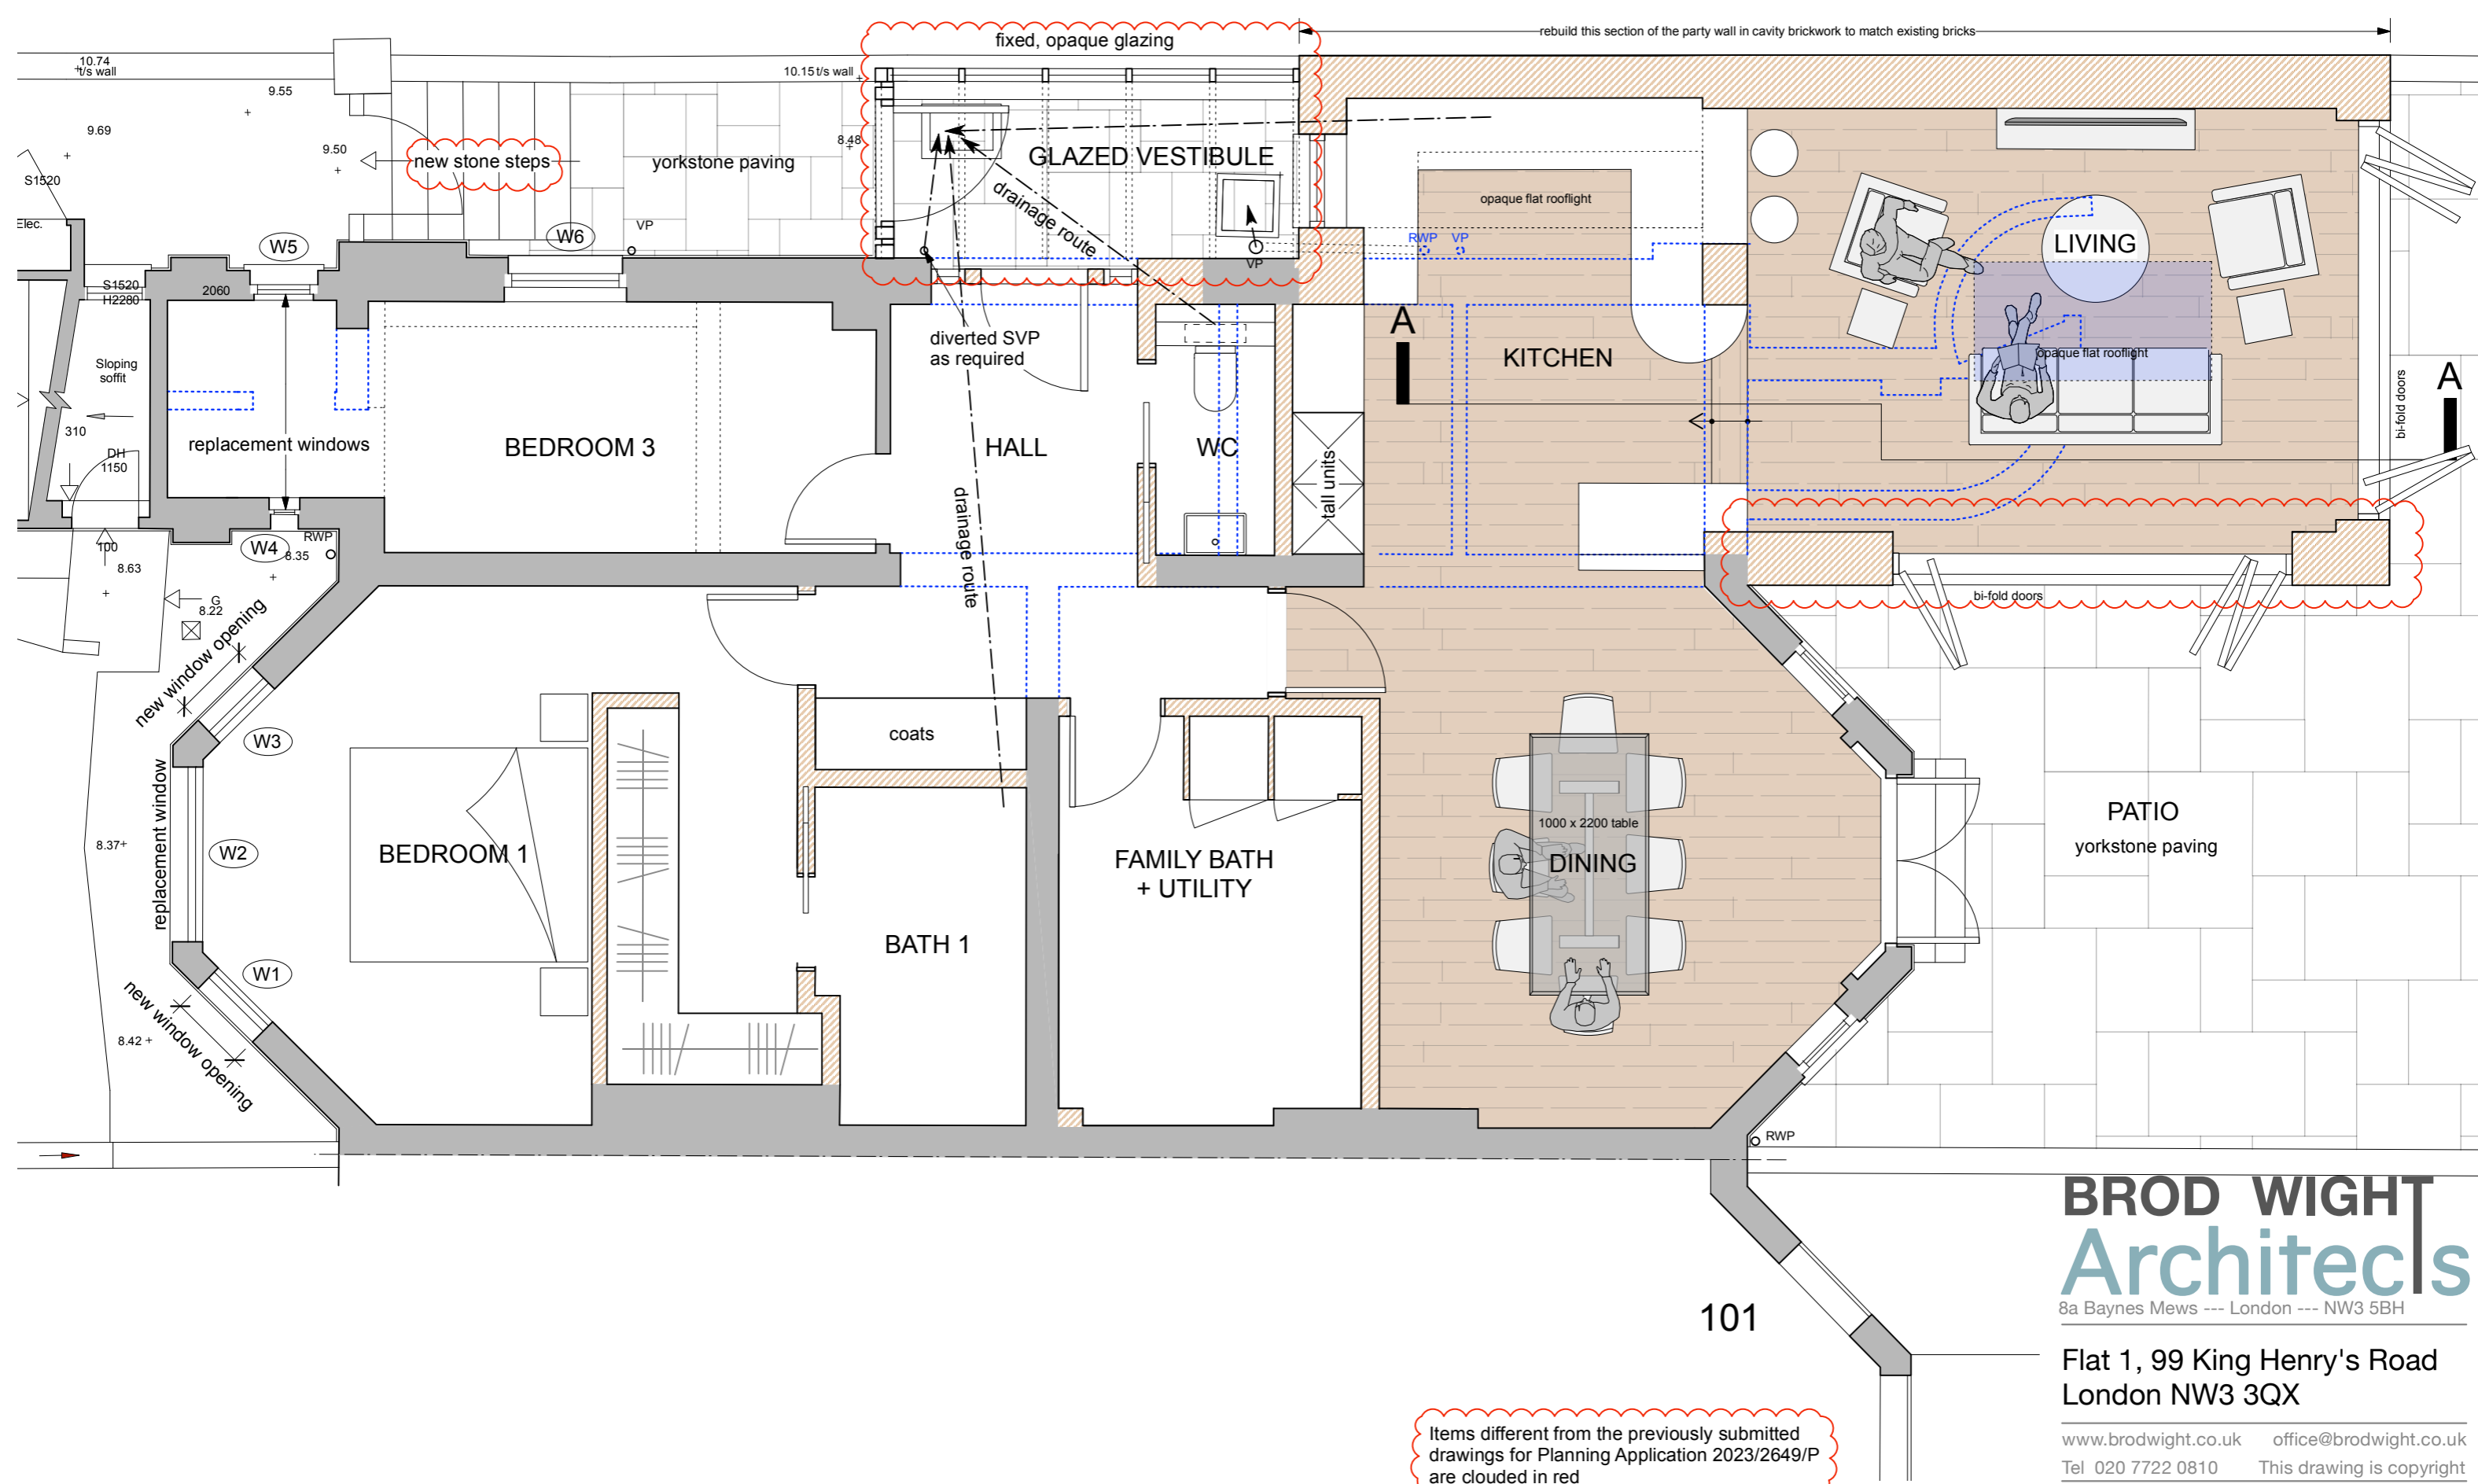 fixed, opaque glazing
rebuild this section of the party wall in cavity brickwork to match existing bricks
10.74
t/s wall
10.15 t/s wall
9.55
9.69
9.50
8.48
new stone steps
yorkstone paving
GLAZED VESTIBULE
drainage route
opaque flat rooflight
S1520
Elec.
W5
W6
VP
VP
RWP
VP
LIVING
opaque flat rooflight
S1520
H2280
2060
diverted SVP
as required
A
KITCHEN
A
bi-fold doors
Sloping
soffit
310
DH
1150
replacement windows
BEDROOM 3
HALL
WC
tall units
drainage route
100
8.63
W4
8.35
RWP
G
8.22
new window opening
bi-fold doors
W3
coats
replacement window
8.37
W2
BEDROOM 1
FAMILY BATH
+ UTILITY
1000 x 2200 table
DINING
PATIO
yorkstone paving
BATH 1
W1
new window opening
8.42
RWP
101
BROD WIGHT
Architects
8a Baynes Mews --- London --- NW3 5BH
Flat 1, 99 King Henry's Road
London NW3 3QX
www.brodwight.co.uk office@brodwight.co.uk
Tel 020 7722 0810 This drawing is copyright
Items different from the previously submitted
drawings for Planning Application 2023/2649/P
are clouded in red